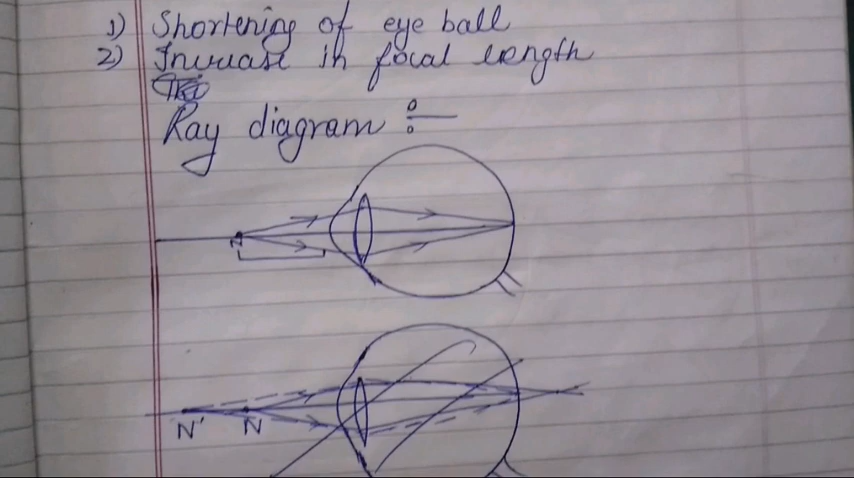 1) Shortening of eye ball
2) Increase in focal length
Ray diagram :-
N
N' N